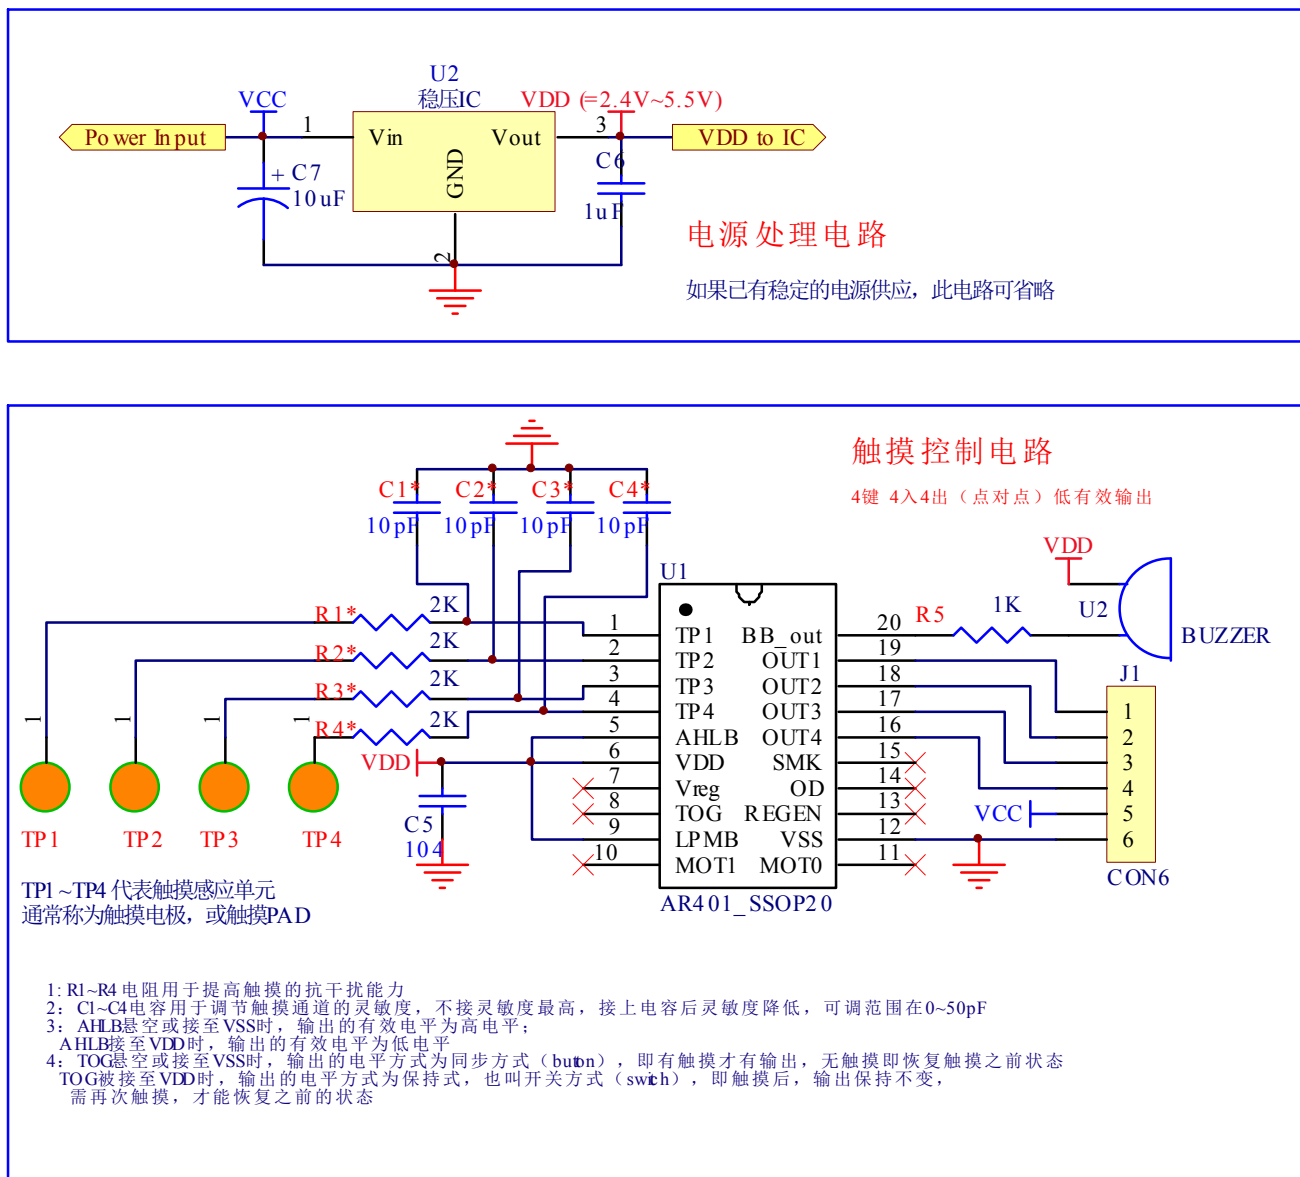 U2
稳压IC
VCC
VDD (=2.4V~5.5V)
Power Input
1
Vin
Vout
3
VDD to IC
GND
2
+ C7
10uF
C6
1uF
电源处理电路
如果已有稳定的电源供应，此电路可省略
触摸控制电路
4键 4入4出（点对点）低有效输出
C1*
C2*
C3*
C4*
10pF
10pF
10pF
10pF
VDD
U2
BUZZER
U1
R1*
2K
R2*
2K
R3*
2K
R4*
2K
R5
1K
1
TP1
BB_out
20
2
TP2
OUT1
19
3
TP3
OUT2
18
4
TP4
OUT3
17
5
AHLB
OUT4
16
6
VDD
SMK
15
7
Vreg
OD
14
8
TOG
REGEN
13
9
LPMB
VSS
12
10
MOT1
MOT0
11
AR401_SSOP20
J1
1
2
3
4
5
6
CON6
VCC
VDD
C5
104
1
1
1
1
TP1
TP2
TP3
TP4
TP1~TP4 代表触摸感应单元
通常称为触摸电极，或触摸PAD
1: R1~R4 电阻用于提高触摸的抗干扰能力
2：C1~C4电容用于调节触摸通道的灵敏度，不接灵敏度最高，接上电容后灵敏度降低，可调范围在0~50pF
3：AHLB悬空或接至VSS时，输出的有效电平为高电平；
AHLB接至VDD时，输出的有效电平为低电平
4：TOG悬空或接至VSS时，输出的电平方式为同步方式（button），即有触摸才有输出，无触摸即恢复触摸之前状态
TOG被接至VDD时，输出的电平方式为保持式，也叫开关方式（switch），即触摸后，输出保持不变，
需再次触摸，才能恢复之前的状态